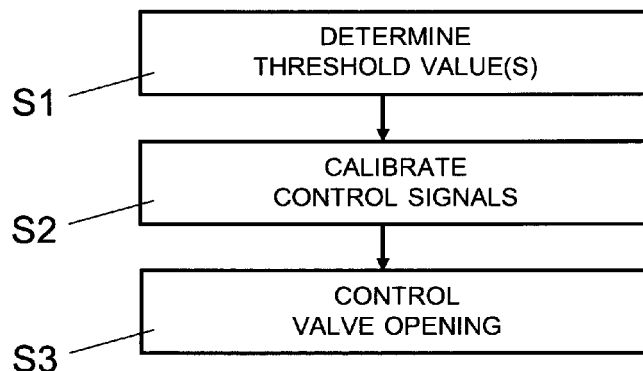 DETERMINE
THRESHOLD VALUE(S)
S1
CALIBRATE
CONTROL SIGNALS
S2
CONTROL
VALVE OPENING
S3